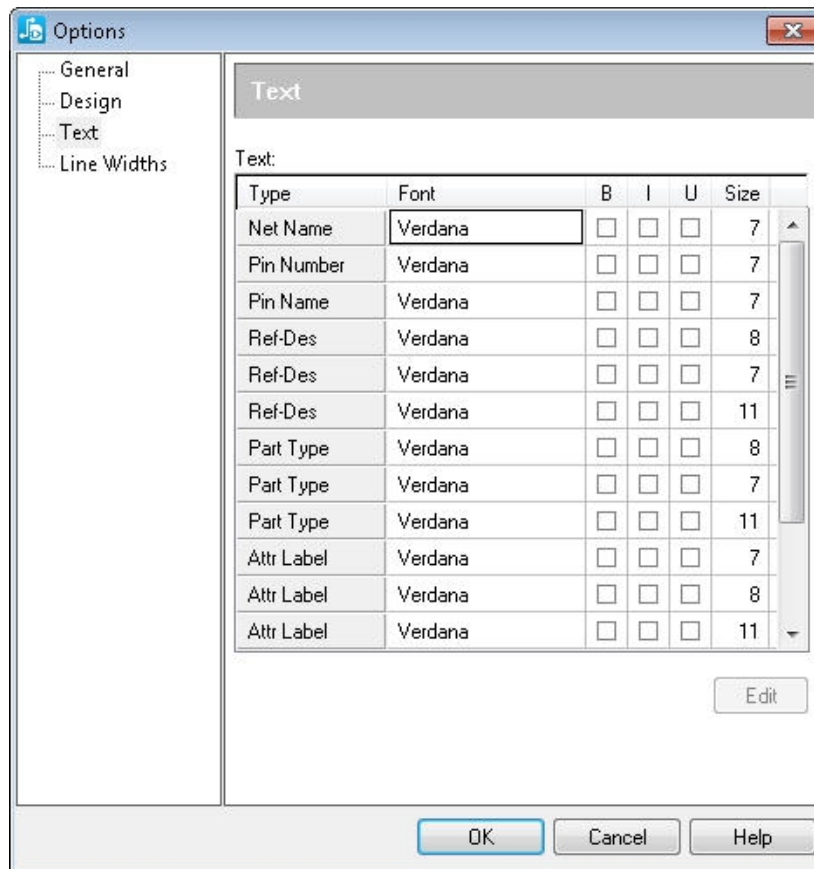 Options
General
Design
Text
Line Widths
Text
Text:
Type Font B I U Size
Net Name Verdana 7
Pin Number Verdana 7
Pin Name Verdana 7
Ref-Des Verdana 8
Ref-Des Verdana 7
Ref-Des Verdana 11
Part Type Verdana 8
Part Type Verdana 7
Part Type Verdana 11
Attr Label Verdana 7
Attr Label Verdana 8
Attr Label Verdana 11
Edit
OK Cancel Help